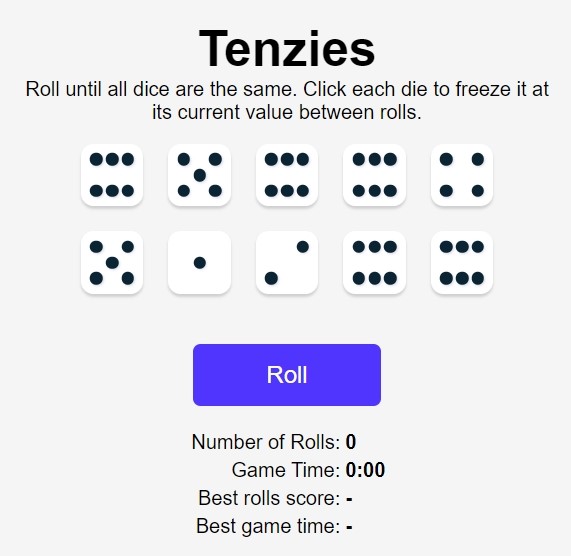 Tenzies
Roll until all dice are the same. Click each die to freeze it at
its current value between rolls.
Roll
Number of Rolls: 0
Game Time: 0:00
Best rolls score: -
Best game time: -